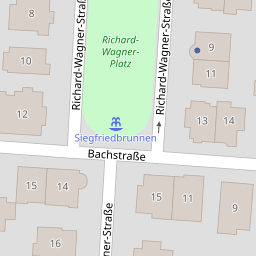 8
Richard-Wagner-Straße
Richard-
Wagner-
Platz
Richard-Wagner-Straße
9
10
11
12
13
14
Siegfriedbrunnen
Bachstraße
15
14
15
11
9
-Wagner-Straße
16